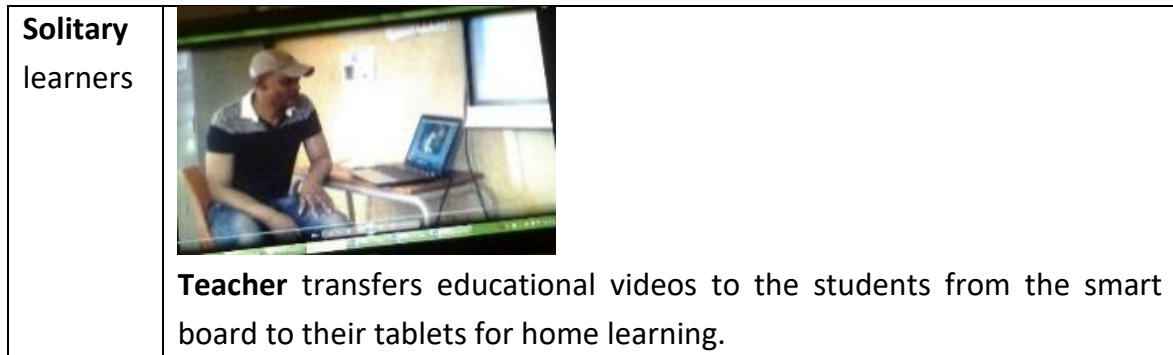 Solitary
learners
Teacher transfers educational videos to the students from the smart
board to their tablets for home learning.